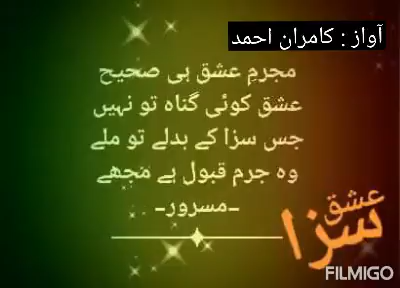 آواز : کامران احمد
مجرمِ عشق ہی صحیح
عشق کوئی گناہ تو نہیں
جس سزا کے بدلے تو ملے
وہ جرم قبول ہے مجھے
-مسرور-
عشق
سزا
FILMIGO